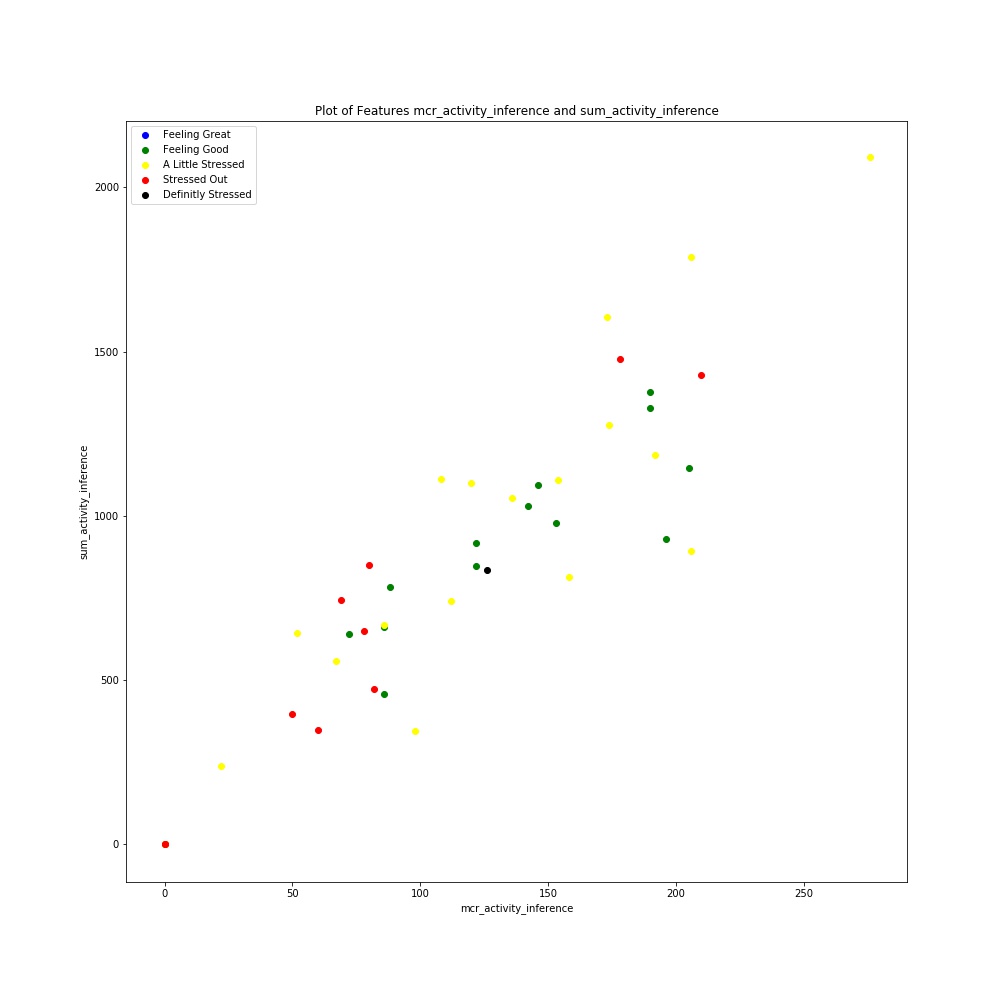 Plot of Features mcr_activity_inference and sum_activity_inference
Feeling Great
Feeling Good
A Little Stressed
Stressed Out
Definitly Stressed
2000
1500
1000
500
0
sum_activity_inference
0 50 100 150 200 250
mcr_activity_inference